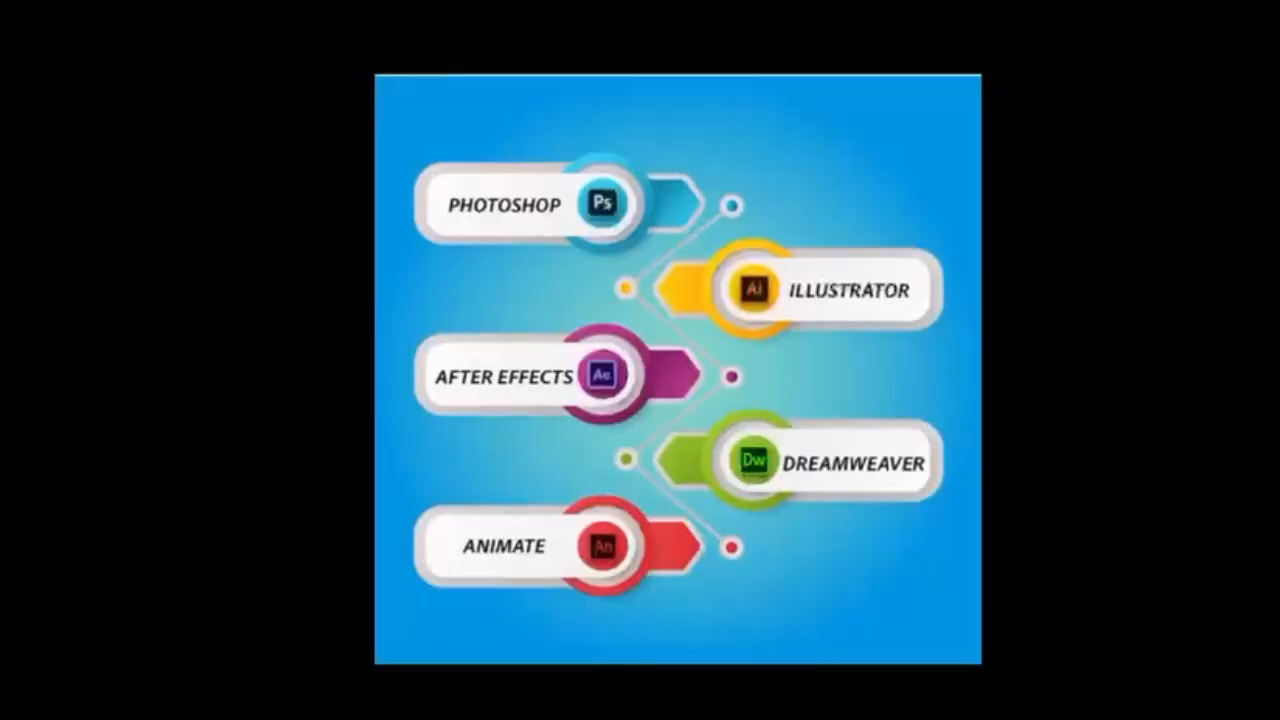 PHOTOSHOP Ps
Ai ILLUSTRATOR
AFTER EFFECTS Ae
Dw DREAMWEAVER
ANIMATE An